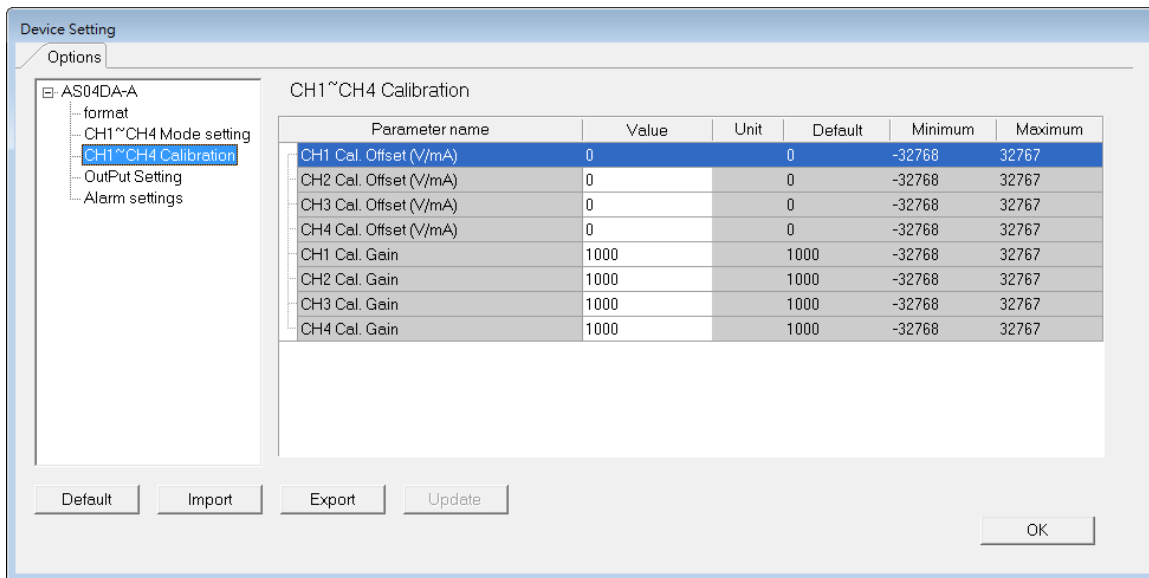 Device Setting
Options
AS04DA-A
format
CH1~CH4 Mode setting
CH1~CH4 Calibration
OutPut Setting
Alarm settings
CH1~CH4 Calibration
Parameter name Value Unit Default Minimum Maximum
CH1 Cal. Offset (V/mA) 0 0 -32768 32767
CH2 Cal. Offset (V/mA) 0 0 -32768 32767
CH3 Cal. Offset (V/mA) 0 0 -32768 32767
CH4 Cal. Offset (V/mA) 0 0 -32768 32767
CH1 Cal. Gain 1000 1000 -32768 32767
CH2 Cal. Gain 1000 1000 -32768 32767
CH3 Cal. Gain 1000 1000 -32768 32767
CH4 Cal. Gain 1000 1000 -32768 32767
Default Import Export Update
OK